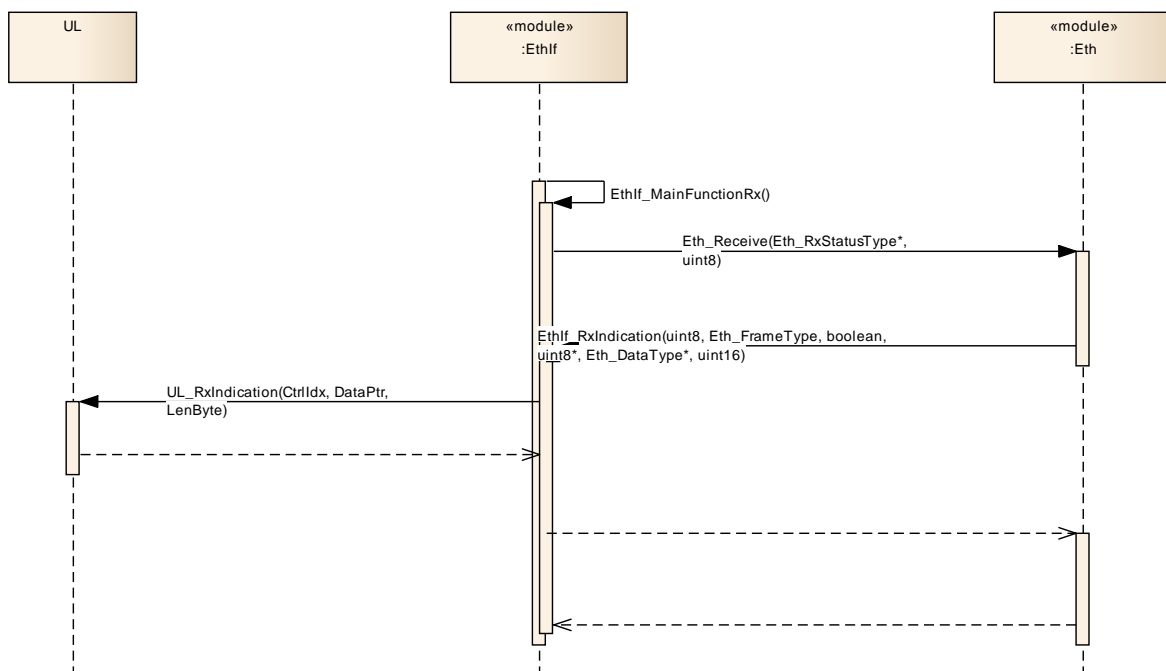 UL
«module»
:EthIf
«module»
:Eth
EthIf_MainFunctionRx()
Eth_Receive(Eth_RxStatusType*,
uint8)
EthIf_RxIndication(uint8, Eth_FrameType, boolean,
uint8*, Eth_DataType*, uint16)
UL_RxIndication(CtrlIdx, DataPtr,
LenByte)